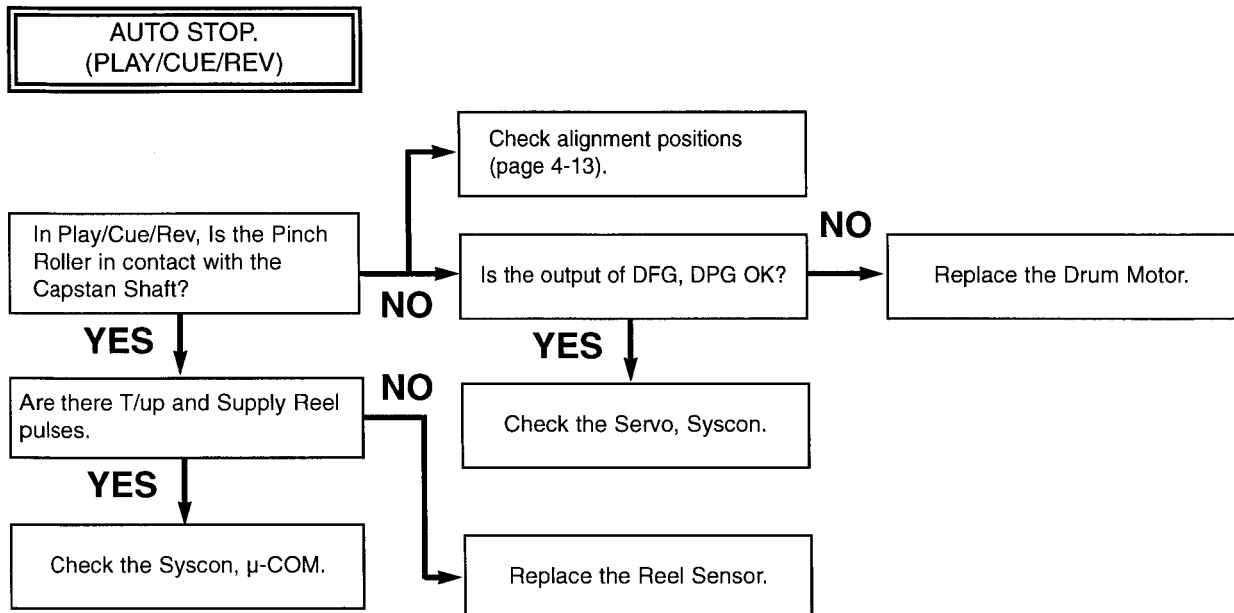 AUTO STOP.
(PLAY/CUE/REV)
Check alignment positions
(page 4-13).
In Play/Cue/Rev, Is the Pinch
Roller in contact with the
Capstan Shaft?
NO
Is the output of DFG, DPG OK?
NO
Replace the Drum Motor.
YES
YES
Are there T/up and Supply Reel
pulses.
NO
Check the Servo, Syscon.
YES
Check the Syscon, µ-COM.
Replace the Reel Sensor.